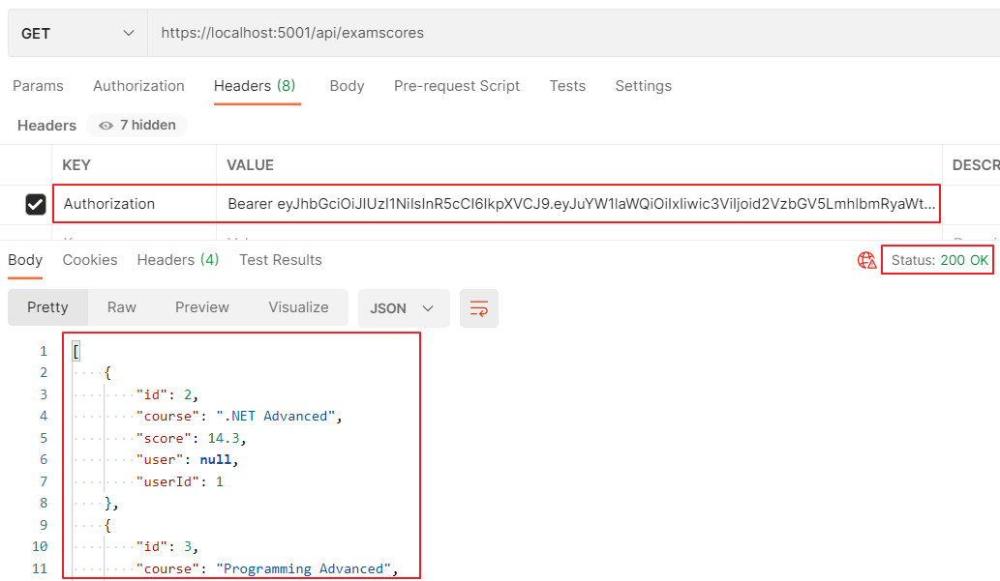 GET https://localhost:5001/api/examscores
Params Authorization Headers (8) Body Pre-request Script Tests Settings
Headers 7 hidden
KEY VALUE DESCR
Authorization Bearer eyJhbGciOiJIUzI1NiIsInR5cCI6IkpXVCJ9.eyJuYW1laWQiOiIxIiwic3ViIjoid2VzbGV5LmhlbmRyaWt...
Body Cookies Headers (4) Test Results Status: 200 OK
Pretty Raw Preview Visualize JSON
1 [
2 {
3 "id": 2,
4 "course": ".NET Advanced",
5 "score": 14.3,
6 "user": null,
7 "userId": 1
8 },
9 {
10 "id": 3,
11 "course": "Programming Advanced",